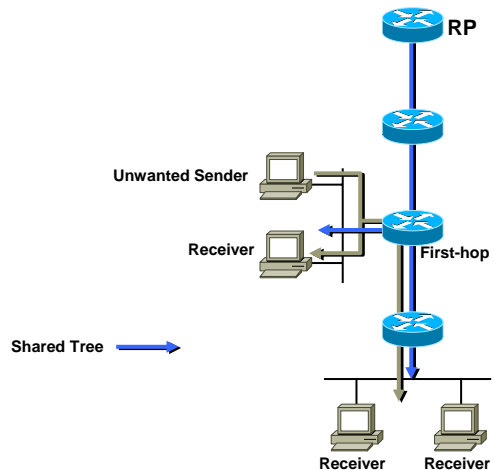 RP
Unwanted Sender
Receiver
First-hop
Shared Tree
Receiver
Receiver